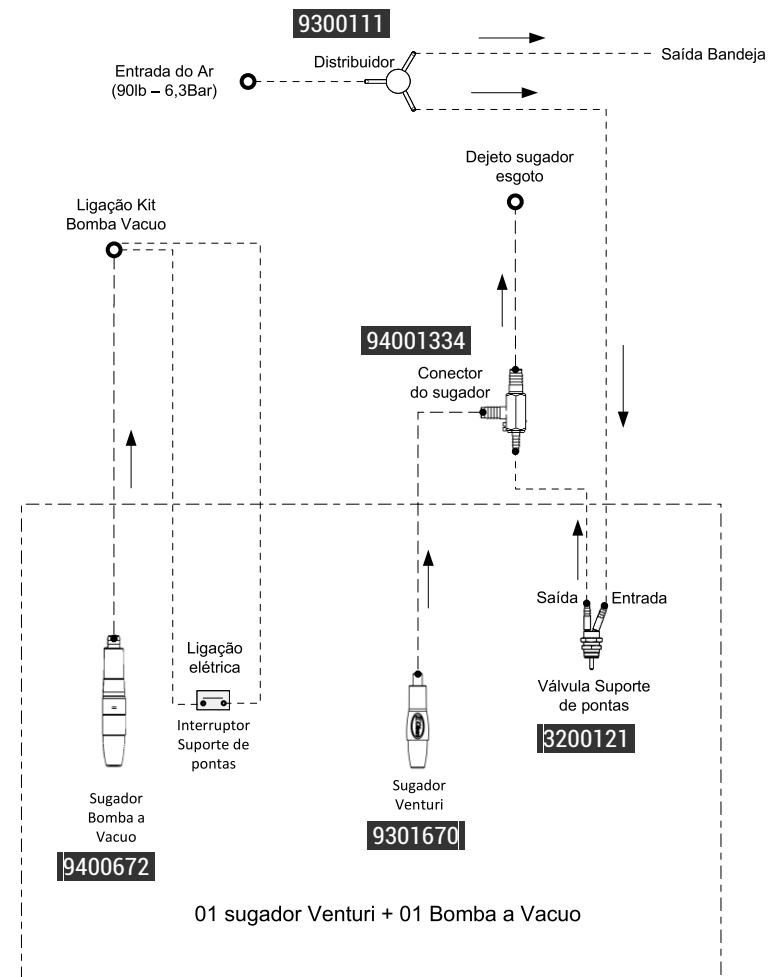 9300111
Distribuidor
Saída Bandeja
Entrada do Ar
(90lb – 6,3Bar)
Dejeto sugador
esgoto
Ligação Kit
Bomba Vacuo
94001334
Conector
do sugador
Saída
Entrada
Ligação
elétrica
Válvula Suporte
de pontas
3200121
Interruptor
Suporte de
pontas
Sugador
Venturi
9301670
Sugador
Bomba a
Vacuo
9400672
01 sugador Venturi + 01 Bomba a Vacuo